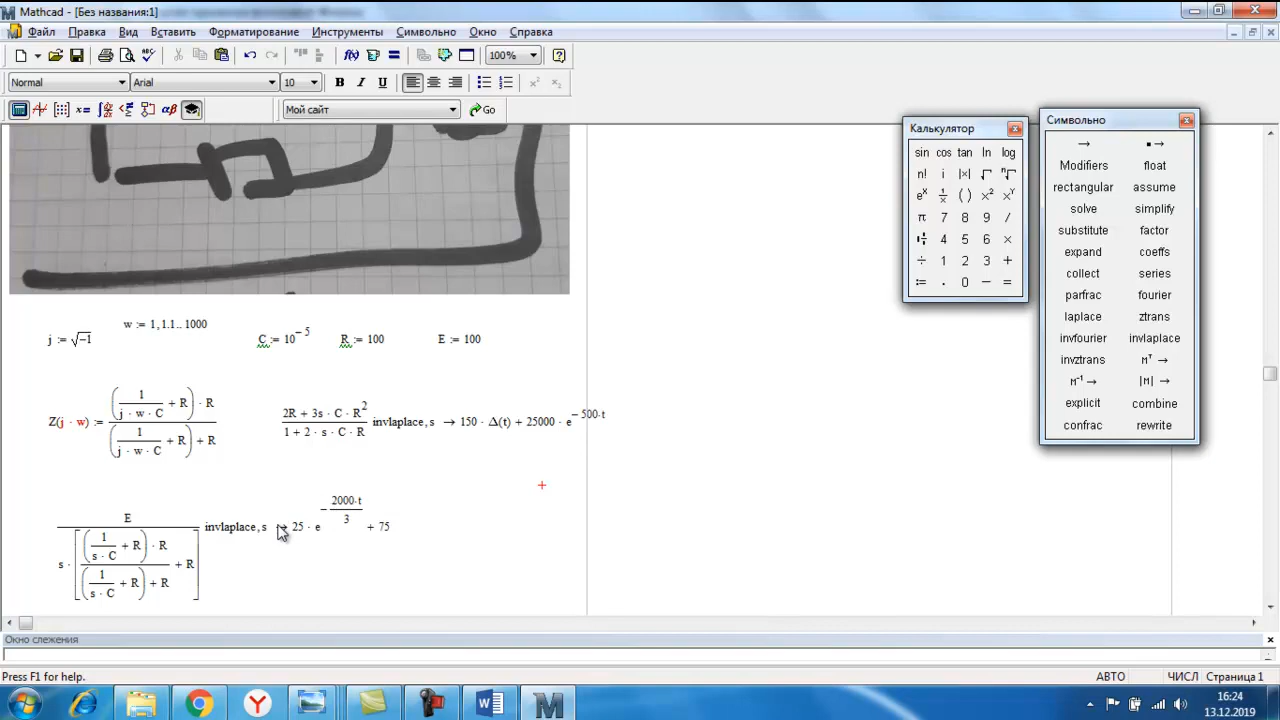 Mathcad - [Без названия:1]
Файл Правка Вид Вставить Форматирование Инструменты Символьно Окно Справка
100%
Normal Arial 10 B I U
Мой сайт Go
Калькулятор
sin cos tan ln log
n! i |×| √ ⁿ√
eˣ 1/x ( ) ×² ×ʸ
π 7 8 9 /
4 5 6 ×
÷ 1 2 3 +
:= . 0 − =
Символьно
→ ▪ →
Modifiers float
rectangular assume
solve simplify
substitute factor
expand coeffs
collect series
parfrac fourier
laplace ztrans
invfourier invlaplace
invztrans Mᵀ →
M⁻¹ → |M| →
explicit combine
confrac rewrite
j := √−1 w := 1, 1.1.. 1000 C := 10^−5 R := 100 E := 100
Z(j · w) := ((1/(j · w · C) + R) · R)/((1/(j · w · C) + R) + R)
(2R + 3s · C · R^2)/(1 + 2 · s · C · R) invlaplace, s → 150 · Δ(t) + 25000 · e^(− 500·t)
E/(s · [((1/(s · C) + R) · R)/((1/(s · C) + R) + R) + R]) invlaplace, s → 25 · e^(− 2000·t/3) + 75
Окно слежения
Press F1 for help. АВТО ЧИСЛ Страница 1
16:24
13.12.2019